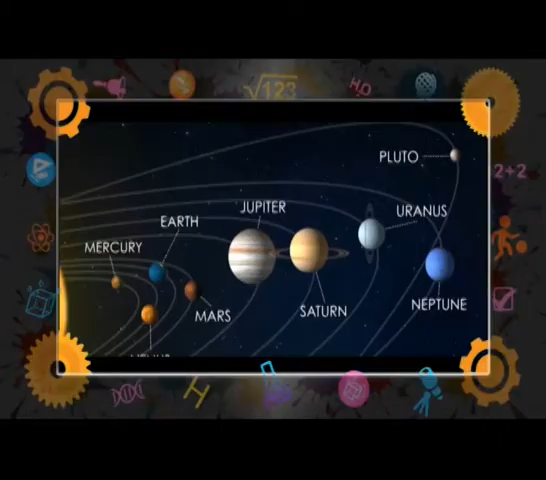 √123
H₂O
PLUTO
2+2
JUPITER
URANUS
EARTH
MERCURY
MARS
SATURN
NEPTUNE
H